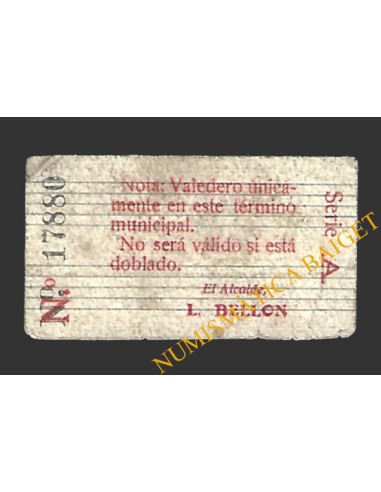 Nota: Valedero única-
mente en este término
municipal.
No será válido si está
doblado.
El Alcalde,
L. BELLON
N.o 17880
Serie A
NUMISMATICA BAIGET